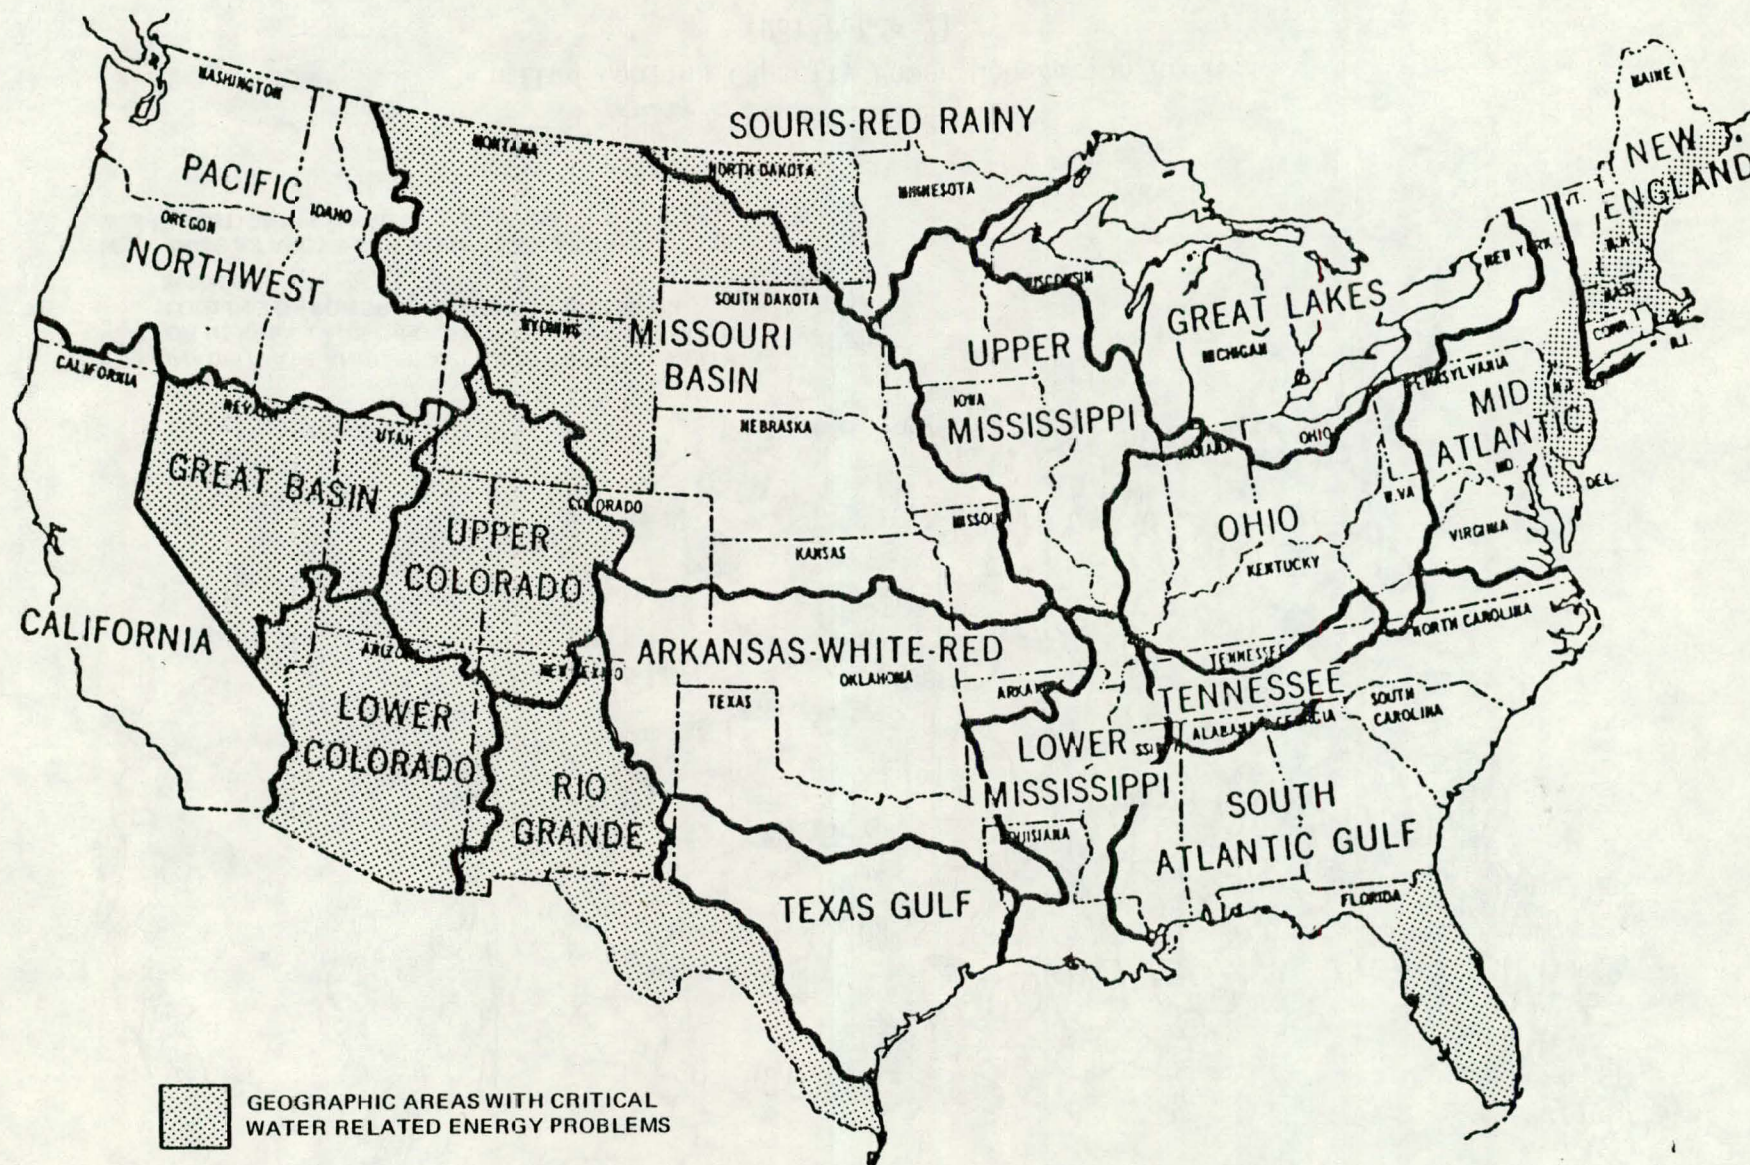 MAINE
WASHINGTON
SOURIS-RED RAINY
MONTANA
NORTH DAKOTA
MINNESOTA
NEW
ENGLAND
PACIFIC
IDAHO
VT.
OREGON
NORTHWEST
N.H
NEW YORK
WISCONSIN
SOUTH DAKOTA
MASS
GREAT LAKES
WYOMING
MISSOURI
BASIN
CONN
R.I.
MICHIGAN
UPPER
MISSISSIPPI
CALIFORNIA
PENNSYLVANIA
N.J
MID
ATLANTIC
IOWA
NEVADA
NEBRASKA
UTAH
OHIO
INDIANA
MD
DEL.
GREAT BASIN
W.VA
COLORADO
MISSOURI
OHIO
VIRGINIA
UPPER
COLORADO
KANSAS
KENTUCKY
CALIFORNIA
NORTH CAROLINA
ARIZONA
NEW MEXICO
ARKANSAS-WHITE-RED
OKLAHOMA
TENNESSEE
TENNESSEE
ARKANSAS
TEXAS
SOUTH
CAROLINA
LOWER
COLORADO
ALABAMA
GEORGIA
LOWER
MISSISSIPPI
SSI
RIO
GRANDE
SOUTH
ATLANTIC GULF
LOUISIANA
TEXAS GULF
FLORIDA
GEOGRAPHIC AREAS WITH CRITICAL
WATER RELATED ENERGY PROBLEMS